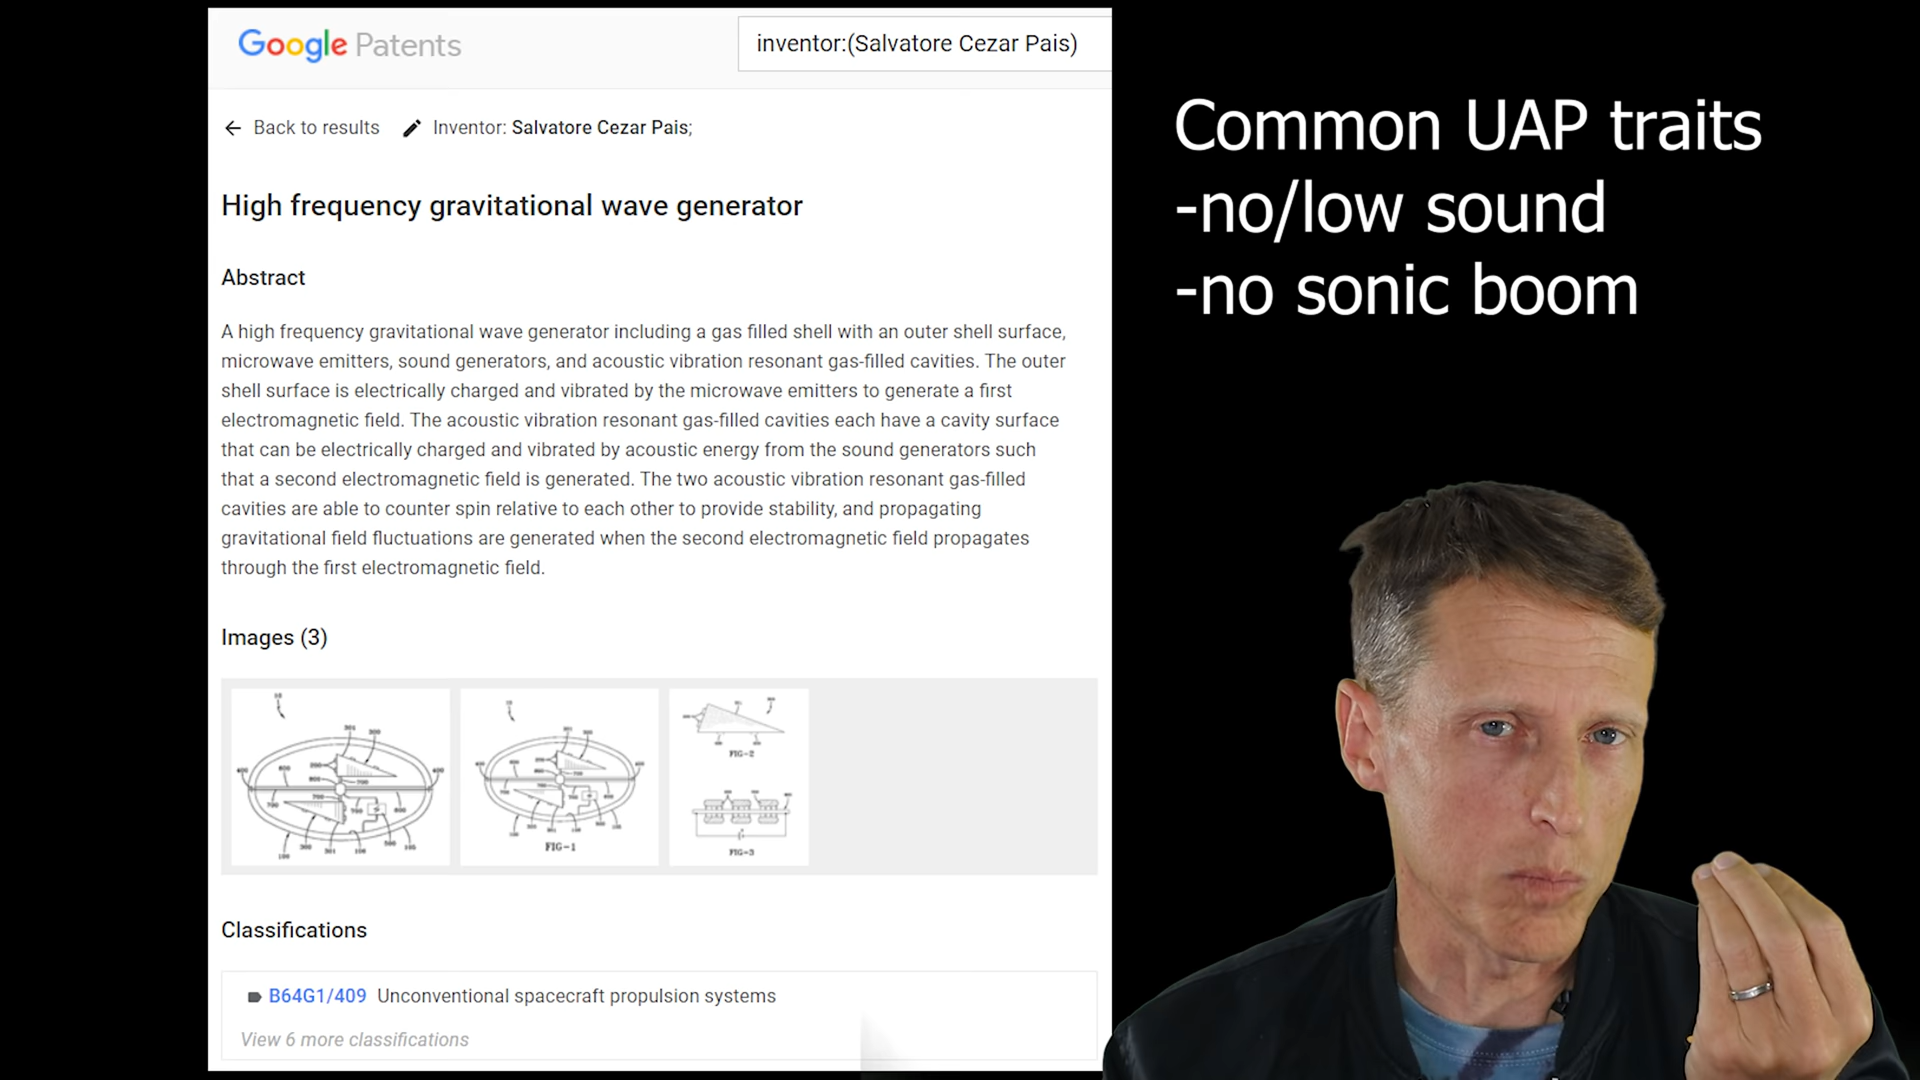 Google Patents
inventor:(Salvatore Cezar Pais)
Back to results Inventor: Salvatore Cezar Pais;
High frequency gravitational wave generator
Abstract
A high frequency gravitational wave generator including a gas filled shell with an outer shell surface,
microwave emitters, sound generators, and acoustic vibration resonant gas-filled cavities. The outer
shell surface is electrically charged and vibrated by the microwave emitters to generate a first
electromagnetic field. The acoustic vibration resonant gas-filled cavities each have a cavity surface
that can be electrically charged and vibrated by acoustic energy from the sound generators such
that a second electromagnetic field is generated. The two acoustic vibration resonant gas-filled
cavities are able to counter spin relative to each other to provide stability, and propagating
gravitational field fluctuations are generated when the second electromagnetic field propagates
through the first electromagnetic field.
Images (3)
FIG-1
FIG-2
FIG-3
Classifications
B64G1/409 Unconventional spacecraft propulsion systems
View 6 more classifications
Common UAP traits
-no/low sound
-no sonic boom